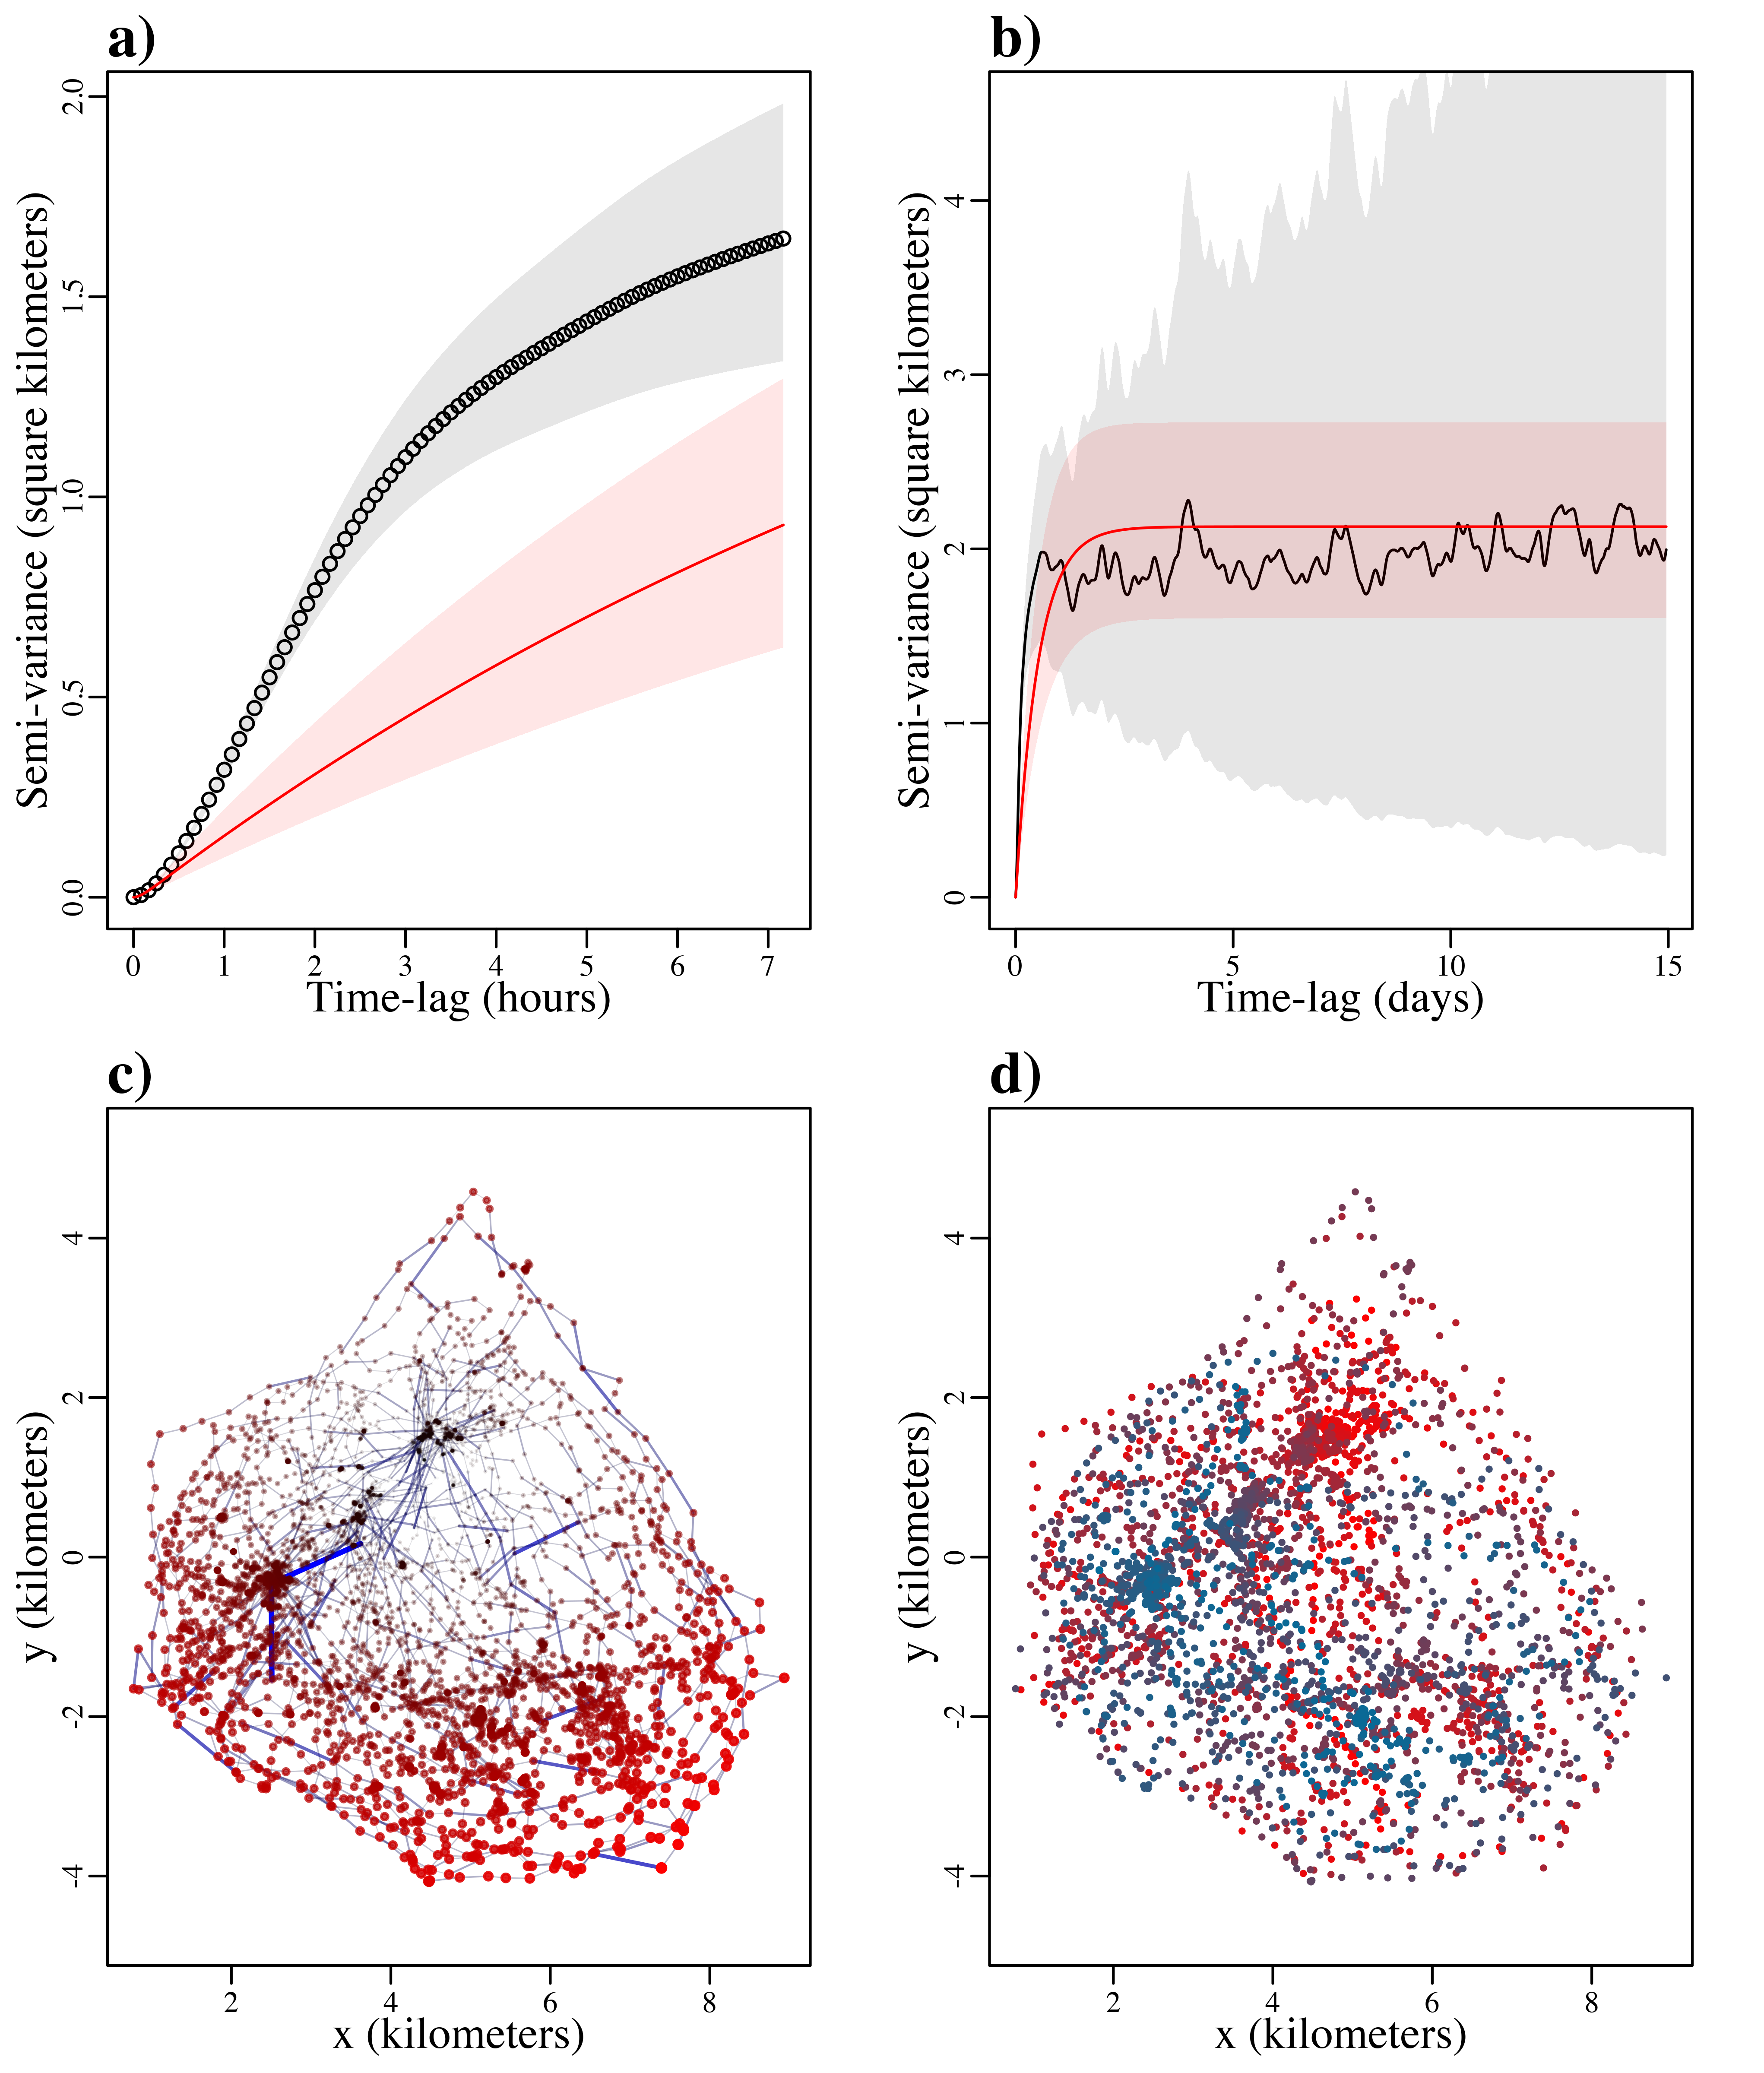 a)
Semi-variance (square kilometers)
2.0
1.5
1.0
0.5
0.0
0 1 2 3 4 5 6 7
Time-lag (hours)
b)
Semi-variance (square kilometers)
4
3
2
1
0
0 5 10 15
Time-lag (days)
c)
y (kilometers)
4
2
0
-2
-4
2 4 6 8
x (kilometers)
d)
y (kilometers)
4
2
0
-2
-4
2 4 6 8
x (kilometers)